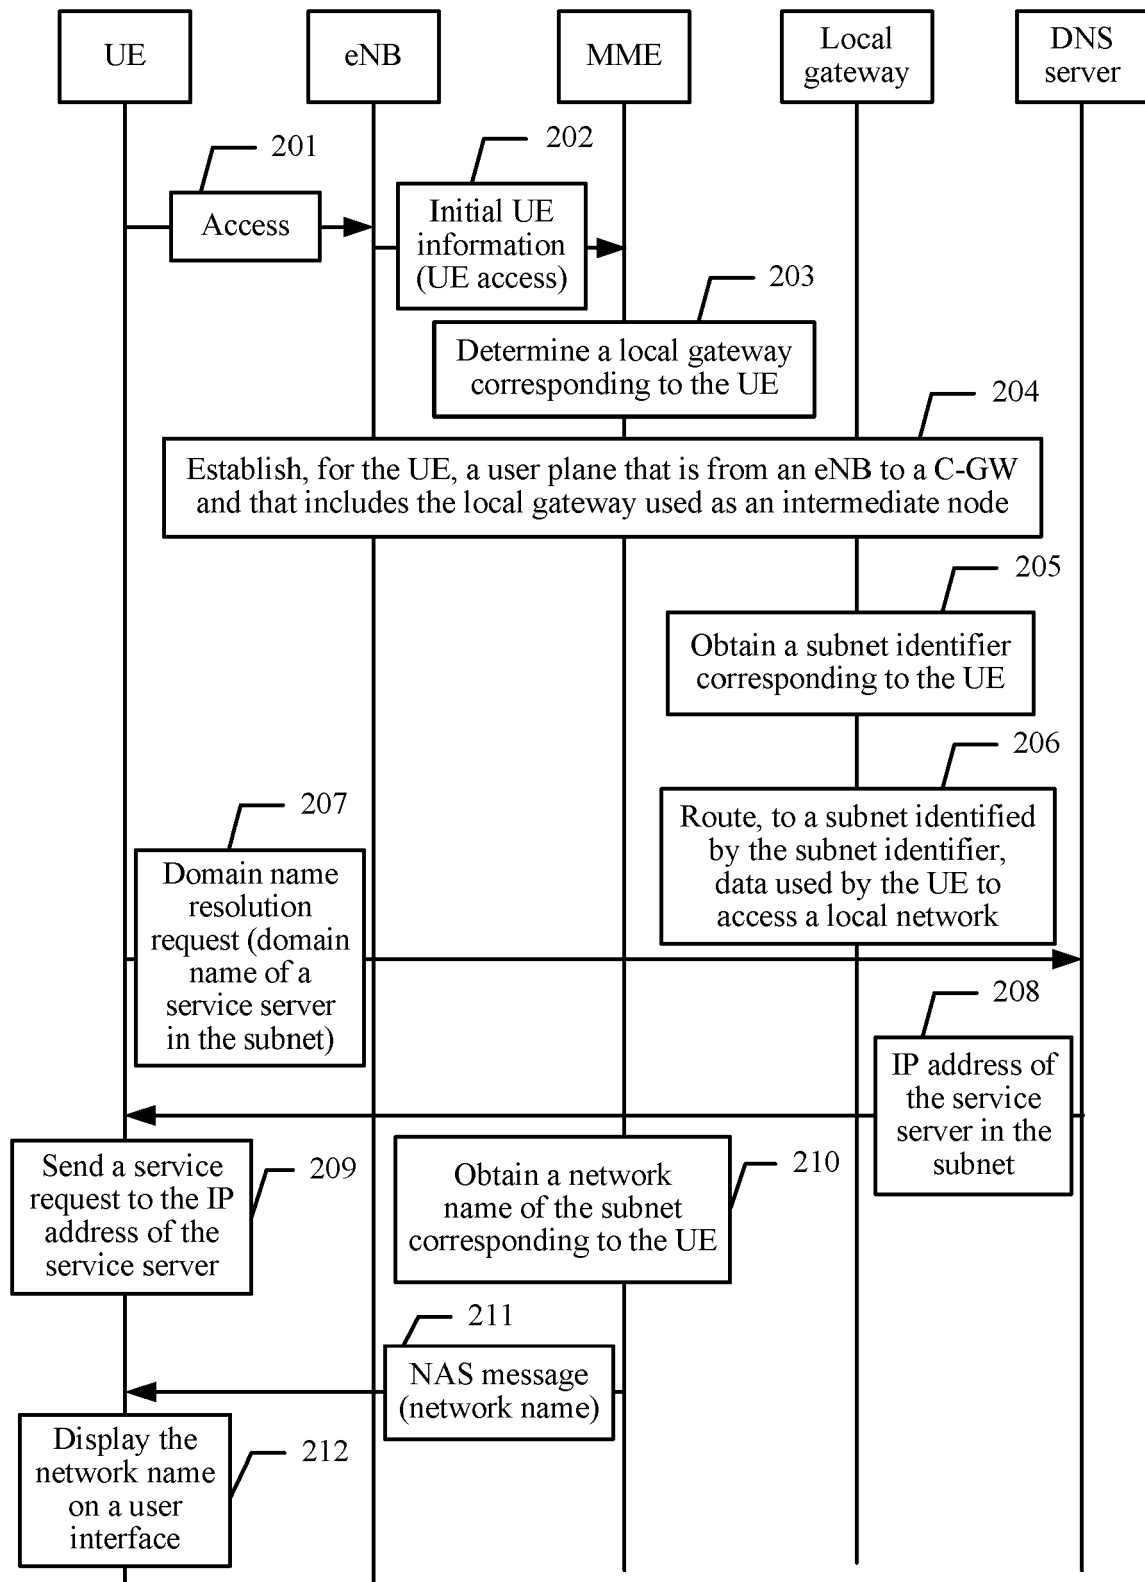 UE
eNB
MME
Local
gateway
DNS
server
201
Access
202
Initial UE
information
(UE access)
203
Determine a local gateway
corresponding to the UE
204
Establish, for the UE, a user plane that is from an eNB to a C-GW
and that includes the local gateway used as an intermediate node
205
Obtain a subnet identifier
corresponding to the UE
206
Route, to a subnet identified
by the subnet identifier,
data used by the UE to
access a local network
207
Domain name
resolution
request (domain
name of a
service server
in the subnet)
208
IP address of
the service
server in the
subnet
209
Send a service
request to the IP
address of the
service server
210
Obtain a network
name of the subnet
corresponding to the UE
211
NAS message
(network name)
212
Display the
network name
on a user
interface